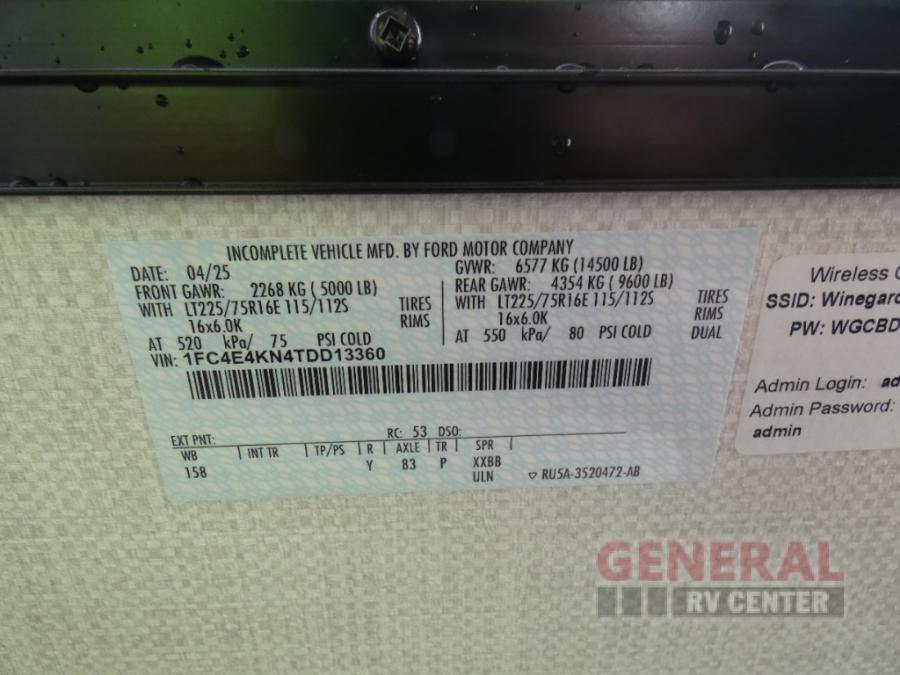 INCOMPLETE VEHICLE MFD. BY FORD MOTOR COMPANY
DATE: 04/25 GVWR: 6577 KG (14500 LB)
FRONT GAWR: 2268 KG ( 5000 LB) REAR GAWR: 4354 KG ( 9600 LB)
WITH LT225/75R16E 115/112S TIRES WITH LT225/75R16E 115/112S TIRES
16x6.0K RIMS 16x6.0K RIMS
AT 520 kPa/ 75 PSI COLD AT 550 kPa/ 80 PSI COLD DUAL
VIN: 1FC4E4KN4TDD13360
EXT PNT: RC: 53 DSO:
WB INT TR TP/PS R AXLE TR SPR
158 Y 83 P XXBB
ULN ▽ RU5A-3520472-AB
Wireless
SSID: Winegard
PW: WGCBD
Admin Login: ad
Admin Password:
admin
GENERAL
RV CENTER